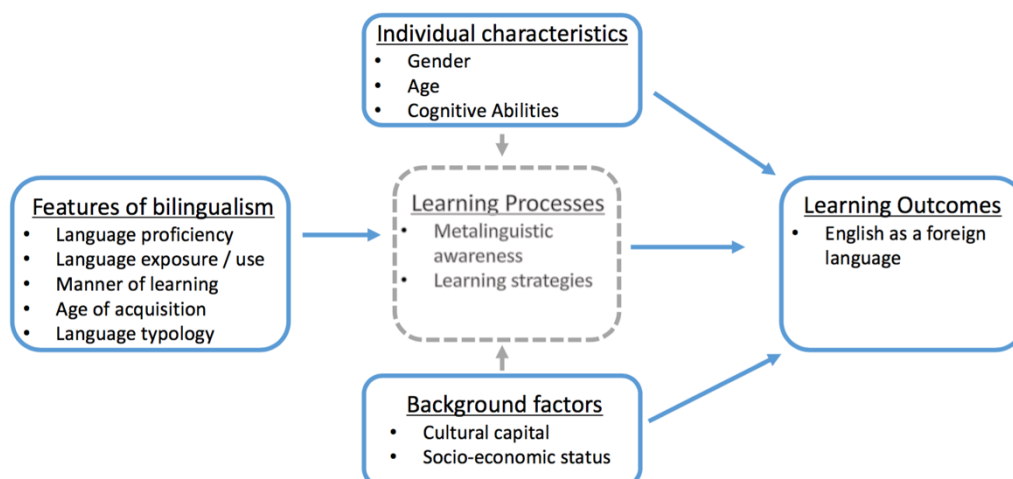 Individual characteristics
• Gender
• Age
• Cognitive Abilities
Features of bilingualism
• Language proficiency
• Language exposure / use
• Manner of learning
• Age of acquisition
• Language typology
Learning Processes
• Metalinguistic
awareness
• Learning strategies
Learning Outcomes
• English as a foreign
language
Background factors
• Cultural capital
• Socio-economic status